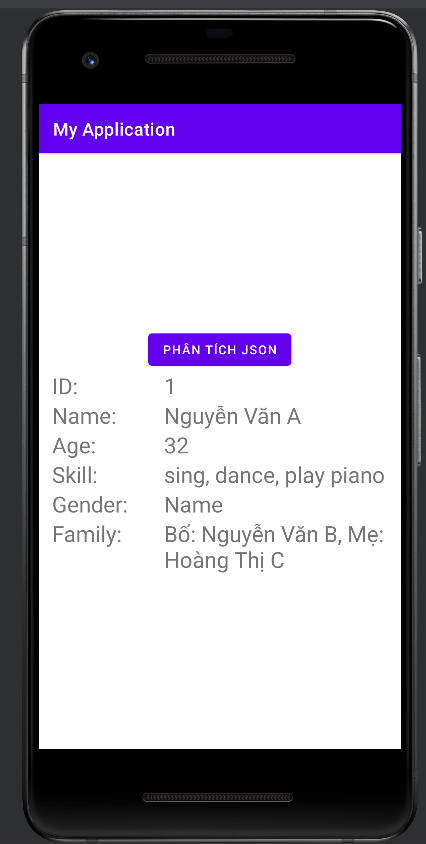 My Application
PHÂN TÍCH JSON
ID: 1
Name: Nguyễn Văn A
Age: 32
Skill: sing, dance, play piano
Gender: Name
Family: Bố: Nguyễn Văn B, Mẹ:
Hoàng Thị C